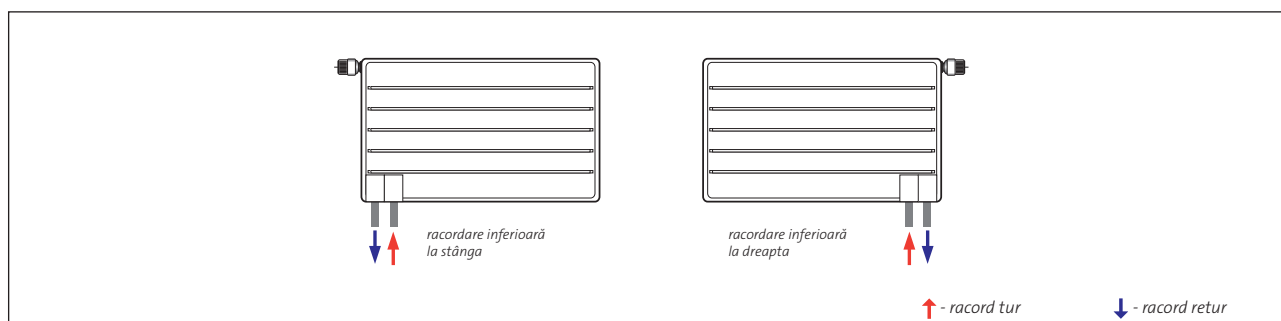 racordare inferioară
la stânga
racordare inferioară
la dreapta
- racord tur
- racord retur